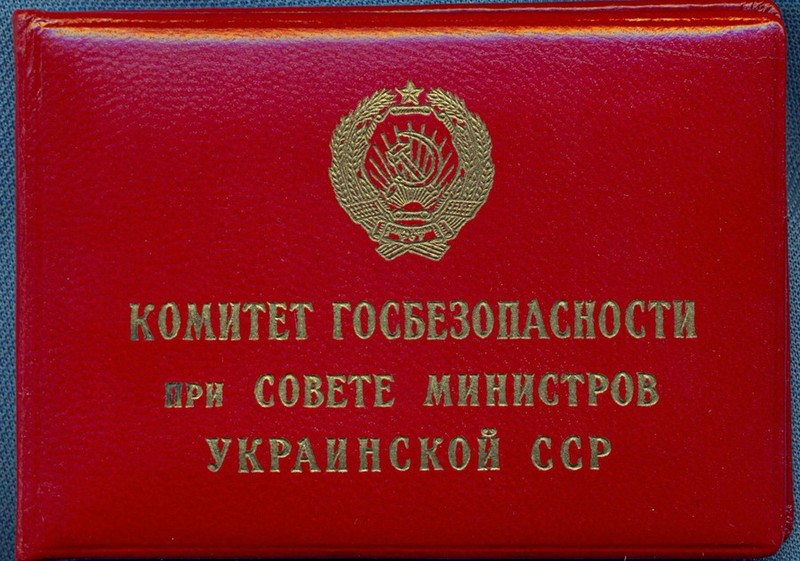 КОМИТЕТ ГОСБЕЗОПАСНОСТИ
ПРИ СОВЕТЕ МИНИСТРОВ
УКРАИНСКОЙ ССР